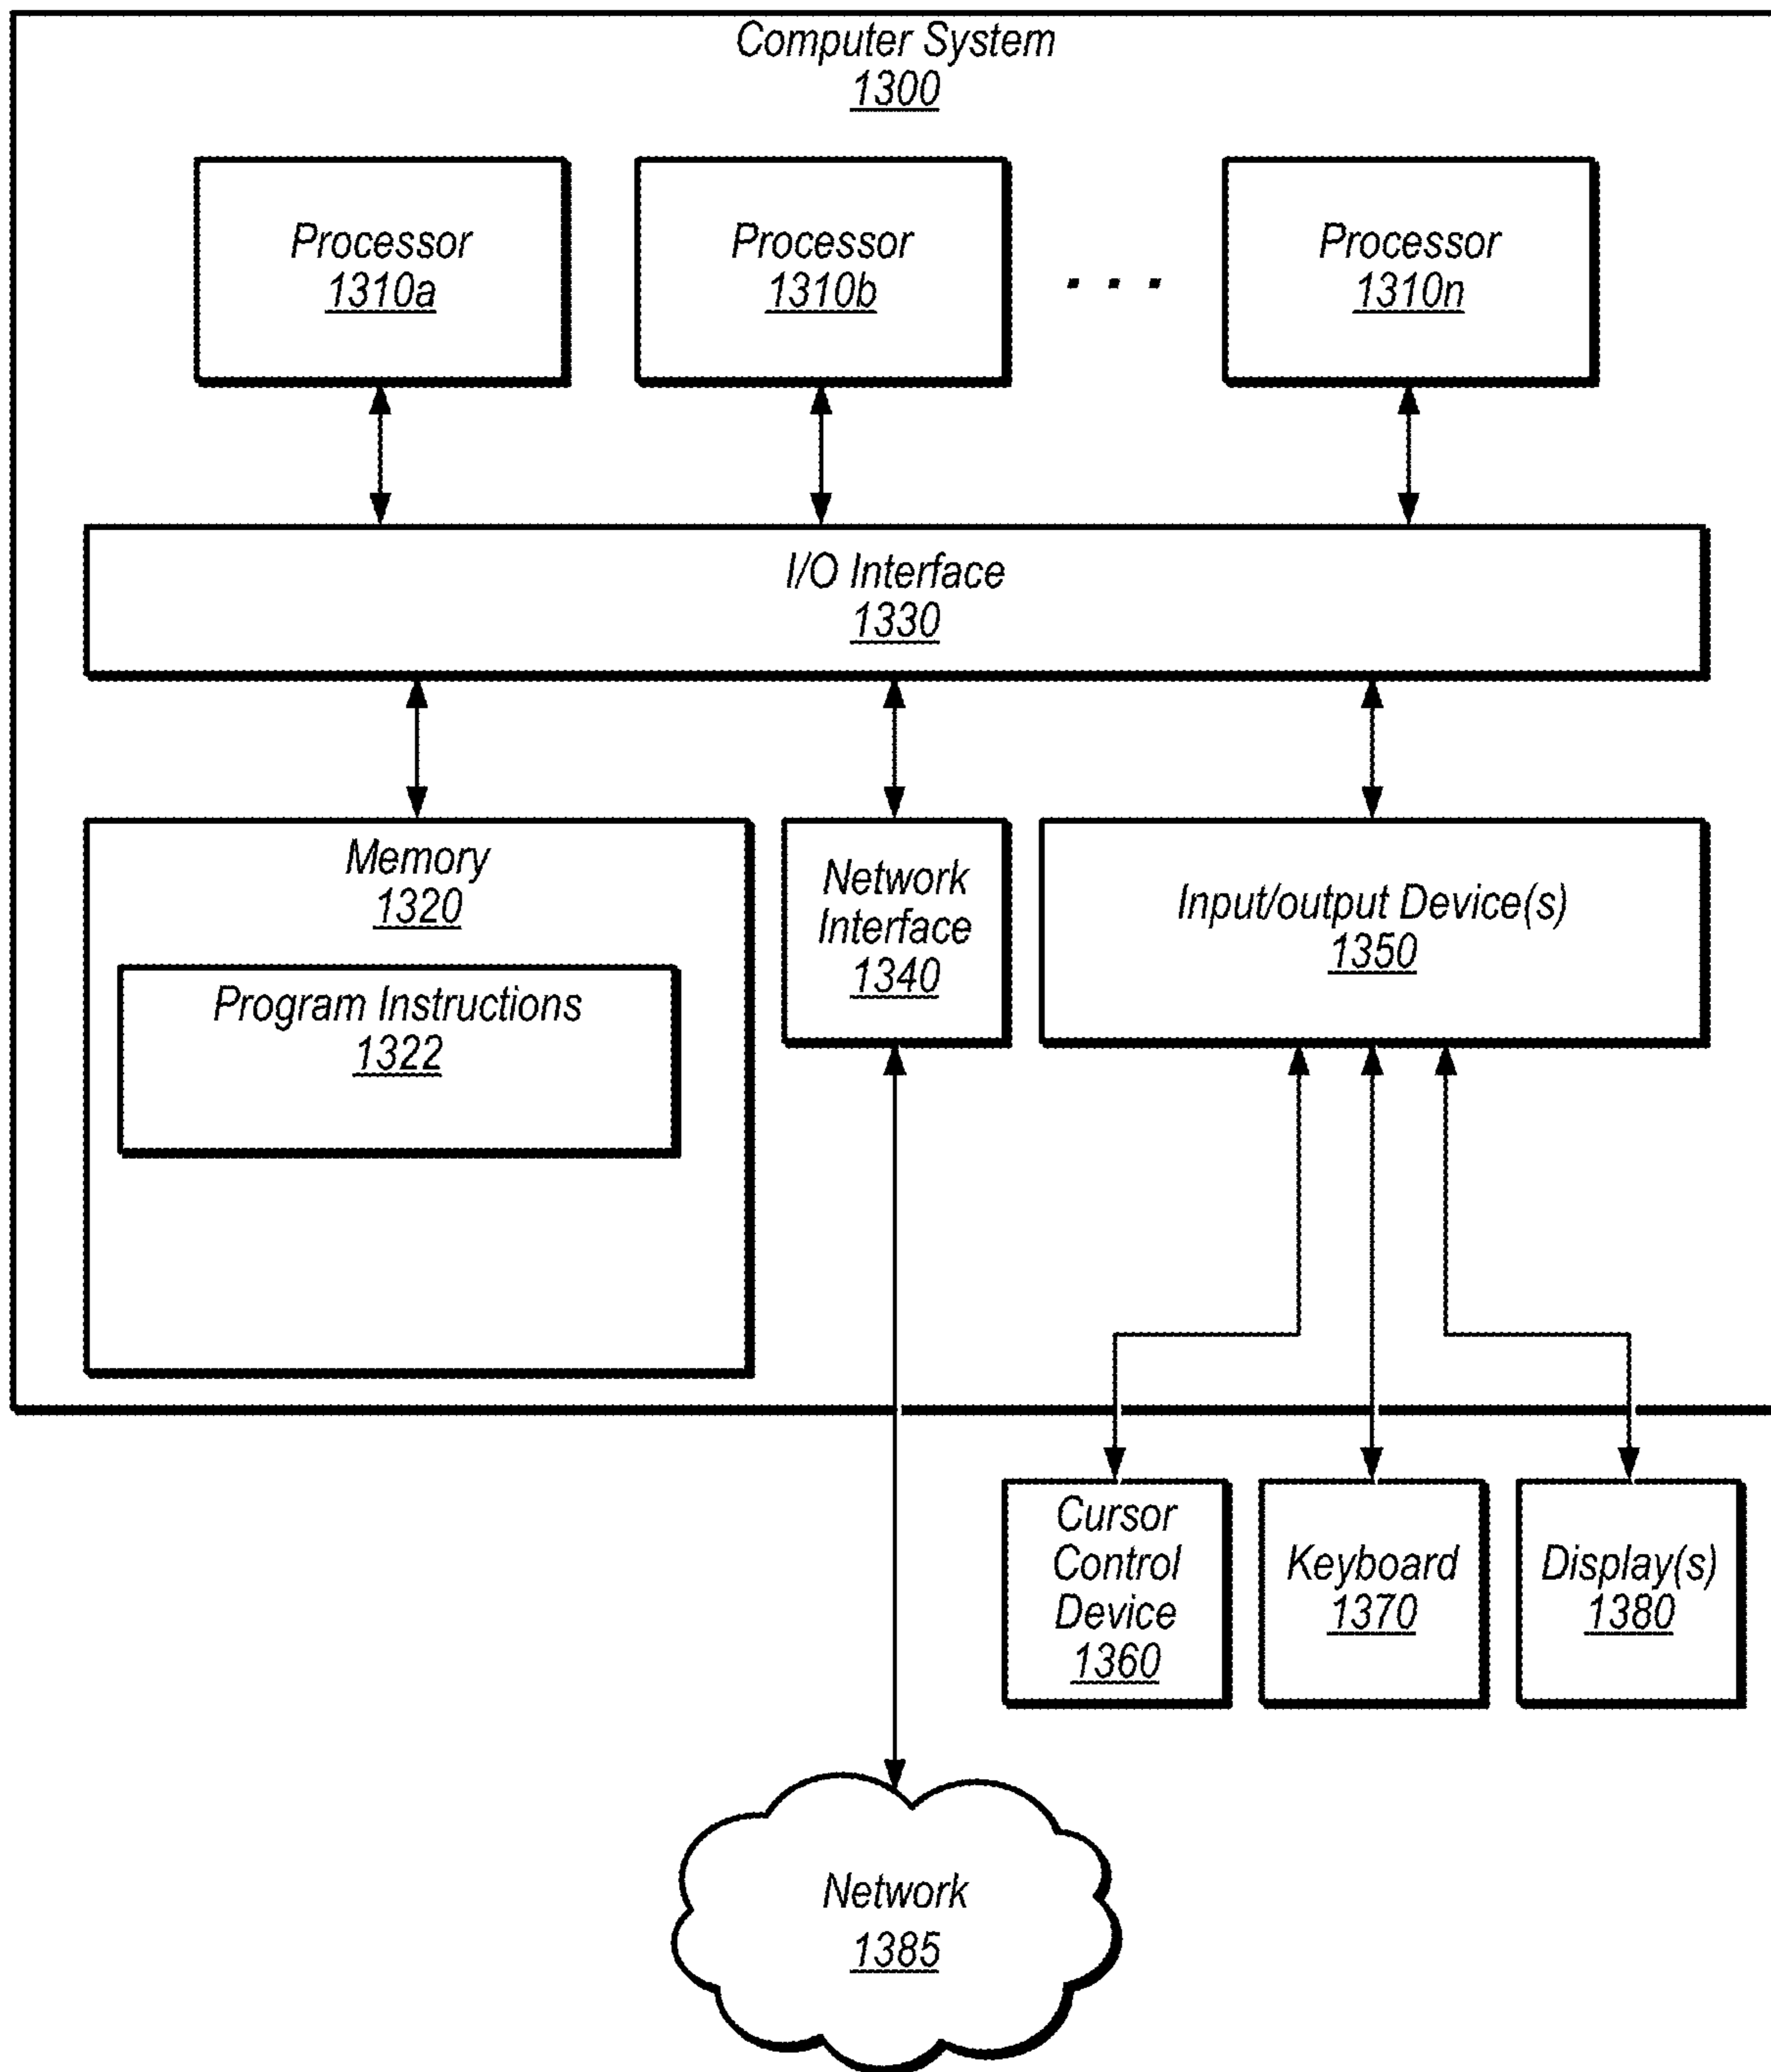 Computer System
1300
Processor
1310a
Processor
1310b
. . .
Processor
1310n
I/O Interface
1330
Memory
1320
Program Instructions
1322
Network
Interface
1340
Input/output Device(s)
1350
Cursor
Control
Device
1360
Keyboard
1370
Display(s)
1380
Network
1385